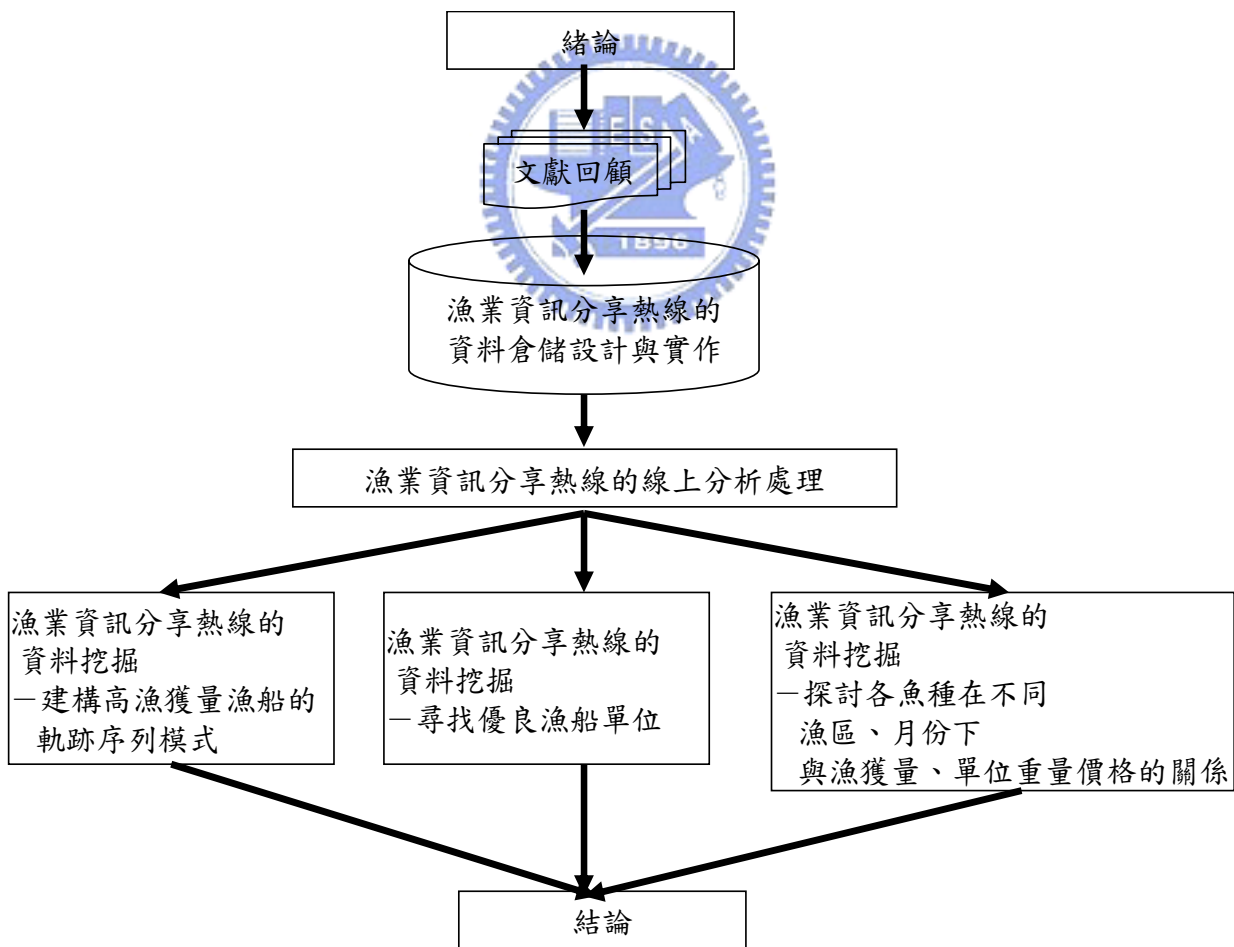 緒論
ES
文獻回顧
1896
漁業資訊分享熱線的
資料倉儲設計與實作
漁業資訊分享熱線的線上分析處理
漁業資訊分享熱線的
資料挖掘
－建構高漁獲量漁船的
軌跡序列模式
漁業資訊分享熱線的
資料挖掘
－尋找優良漁船單位
漁業資訊分享熱線的
資料挖掘
－探討各魚種在不同
漁區、月份下
與漁獲量、單位重量價格的關係
結論